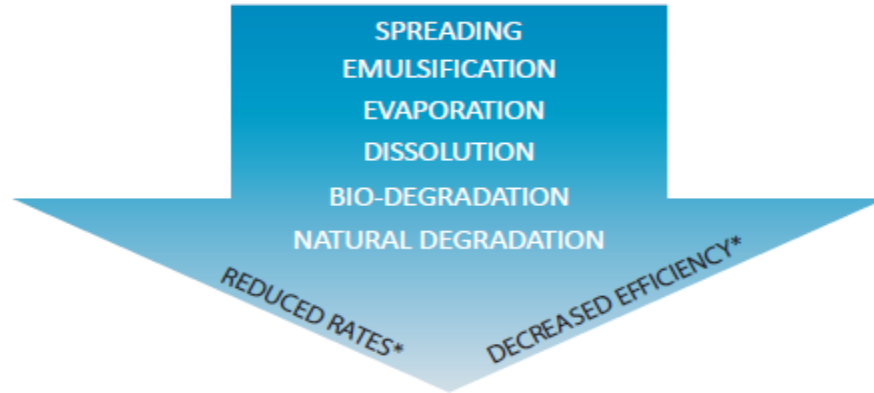 SPREADING
EMULSIFICATION
EVAPORATION
DISSOLUTION
BIO-DEGRADATION
NATURAL DEGRADATION
REDUCED RATES*
DECREASED EFFICIENCY*